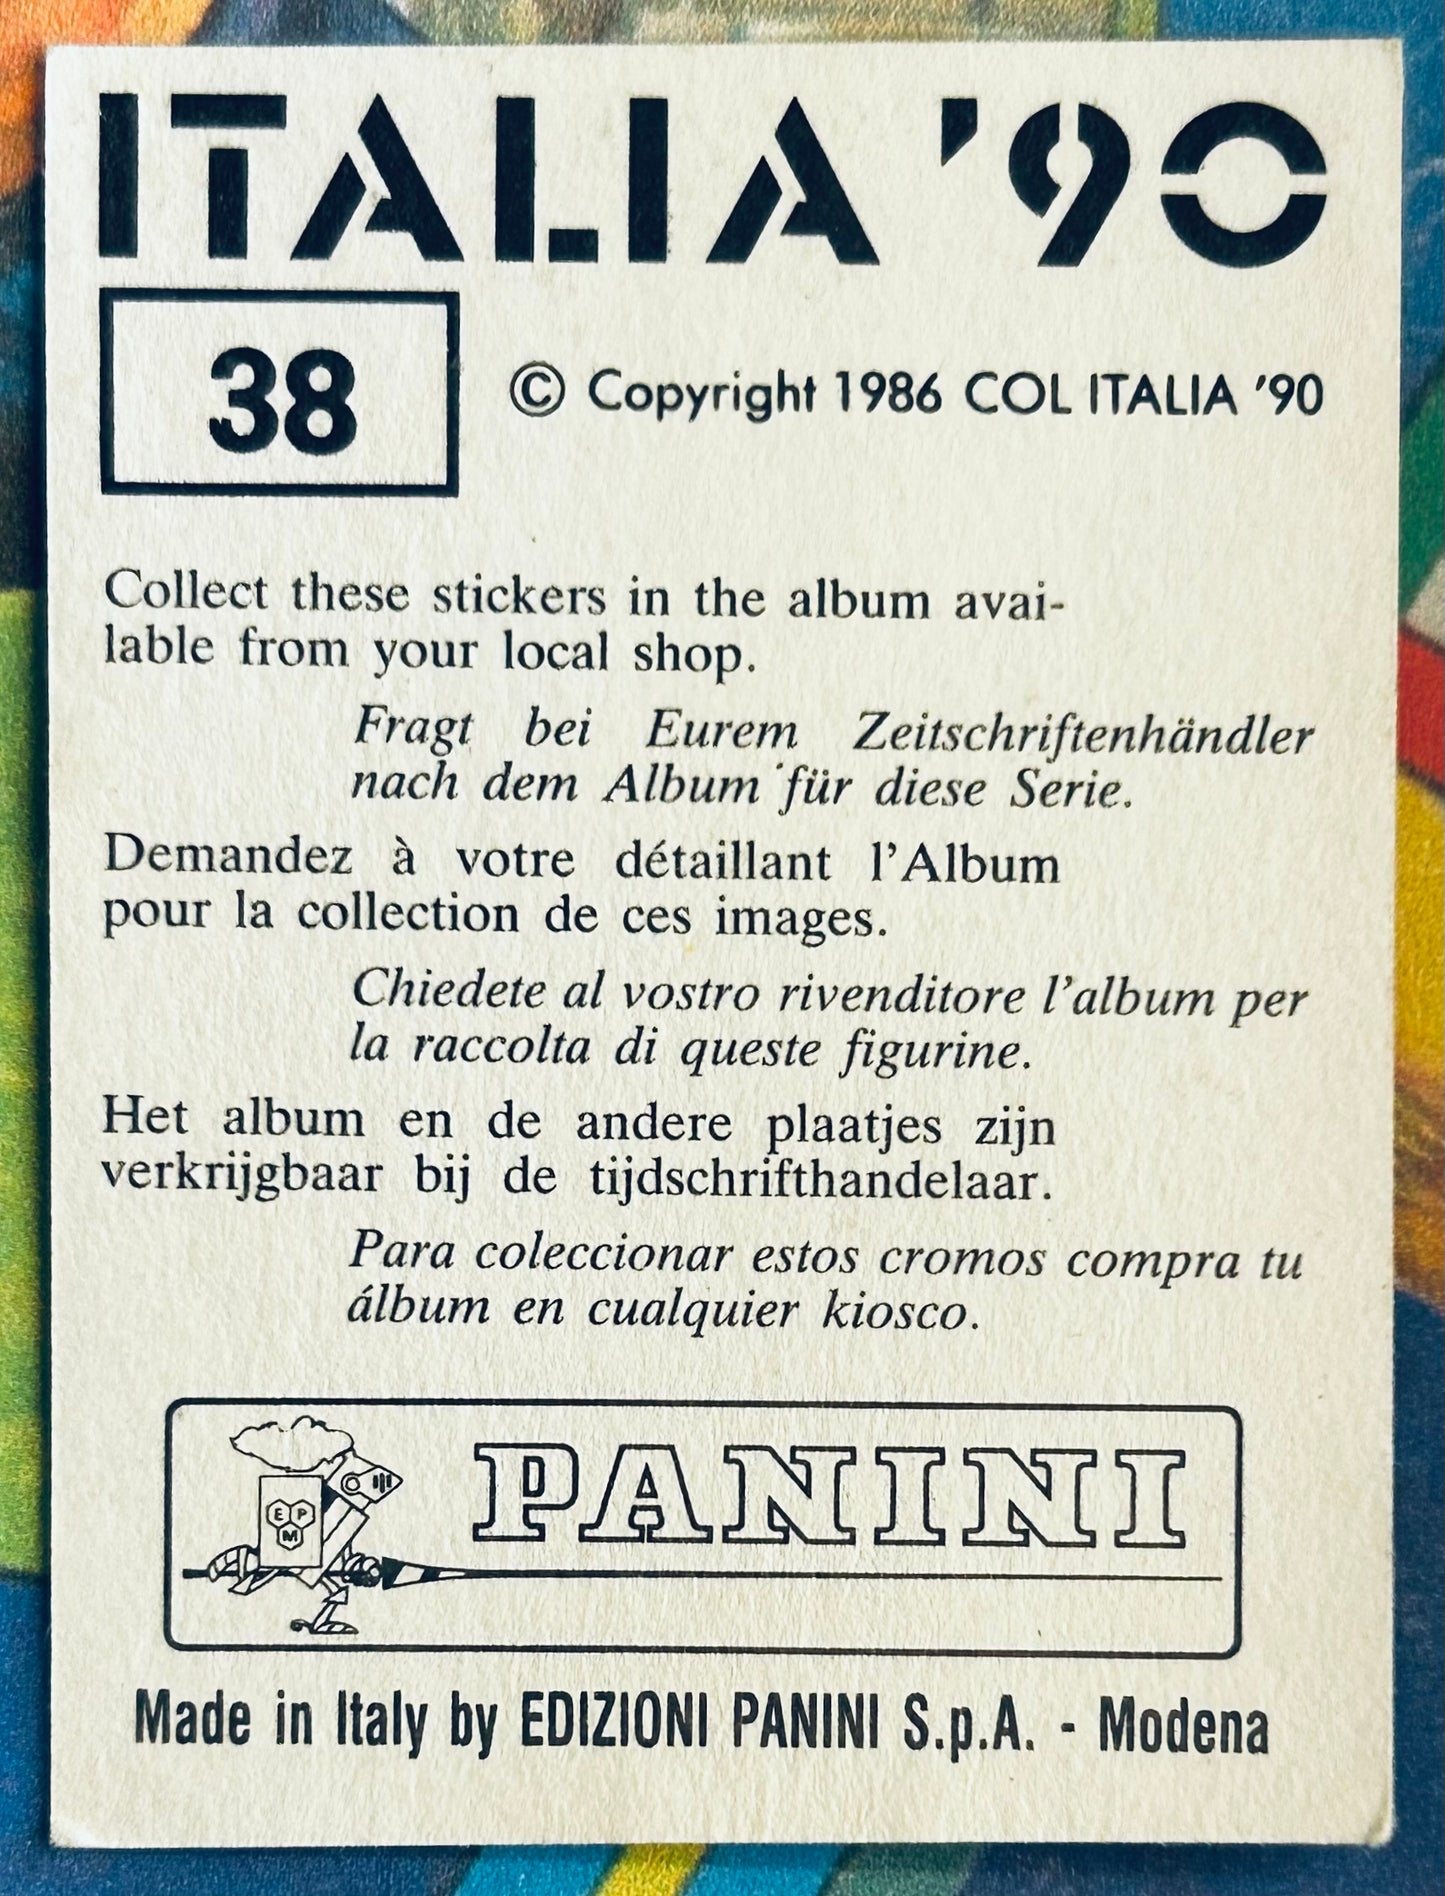 ITALIA '90
38
© Copyright 1986 COL ITALIA '90
Collect these stickers in the album avai-
lable from your local shop.
Fragt bei Eurem Zeitschriftenhändler
nach dem Album für diese Serie.
Demandez à votre détaillant l'Album
pour la collection de ces images.
Chiedete al vostro rivenditore l'album per
la raccolta di queste figurine.
Het album en de andere plaatjes zijn
verkrijgbaar bij de tijdschrifthandelaar.
Para coleccionar estos cromos compra tu
álbum en cualquier kiosco.
E P
M
PANINI
Made in Italy by EDIZIONI PANINI S.p.A. - Modena